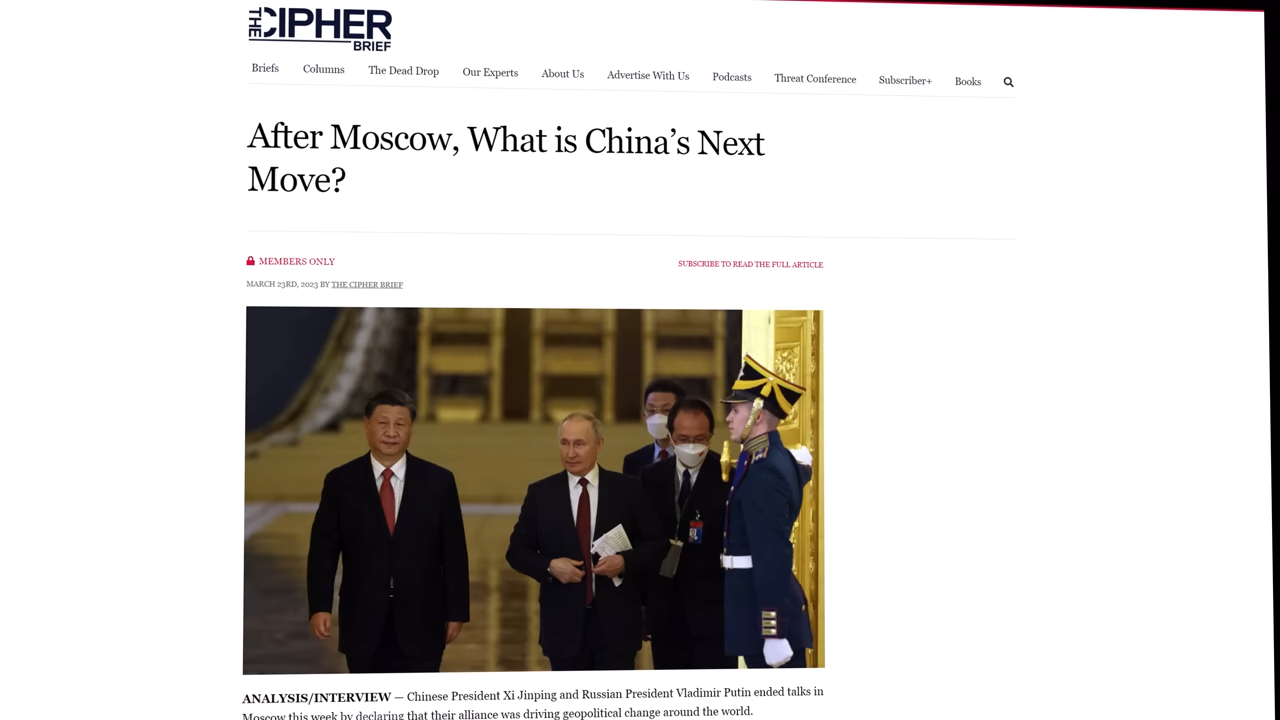 THE CIPHER BRIEF
Briefs Columns The Dead Drop Our Experts About Us Advertise With Us Podcasts Threat Conference Subscriber+ Books
After Moscow, What is China’s Next
Move?
MEMBERS ONLY
SUBSCRIBE TO READ THE FULL ARTICLE
MARCH 23RD, 2023 BY THE CIPHER BRIEF
ANALYSIS/INTERVIEW — Chinese President Xi Jinping and Russian President Vladimir Putin ended talks in
Moscow this week by declaring that their alliance was driving geopolitical change around the world.